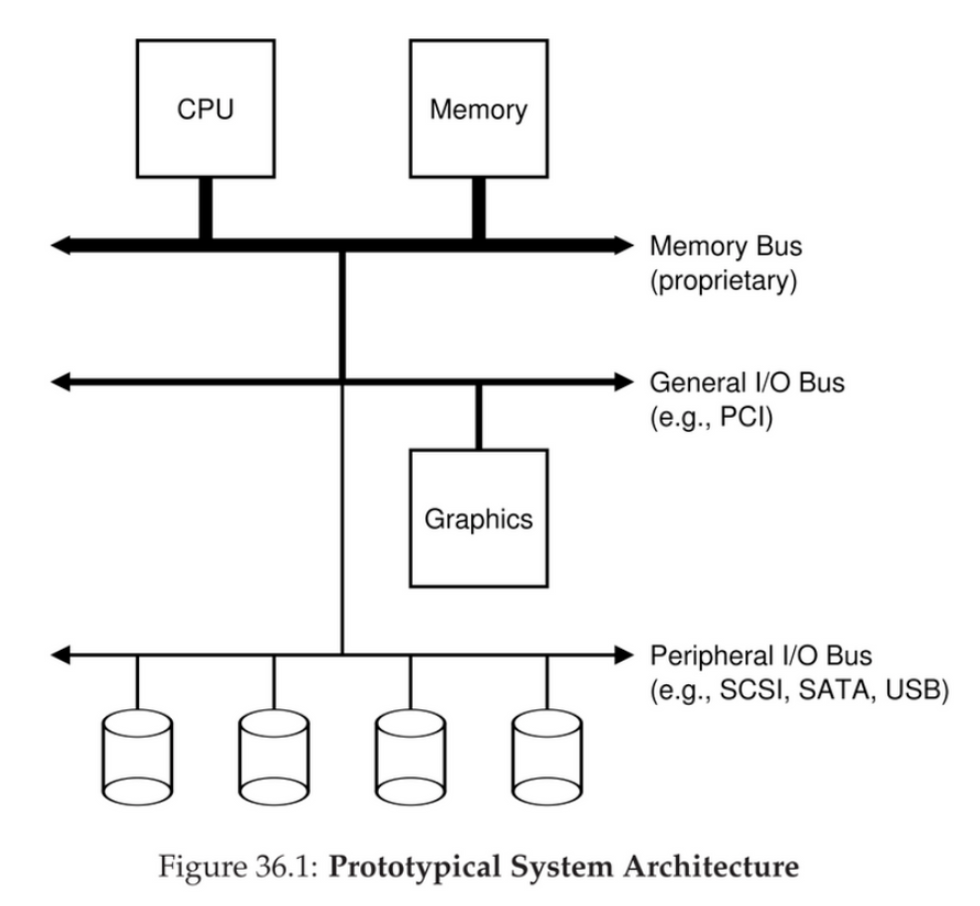 CPU
Memory
Memory Bus
(proprietary)
General I/O Bus
(e.g., PCI)
Graphics
Peripheral I/O Bus
(e.g., SCSI, SATA, USB)
Figure 36.1: Prototypical System Architecture